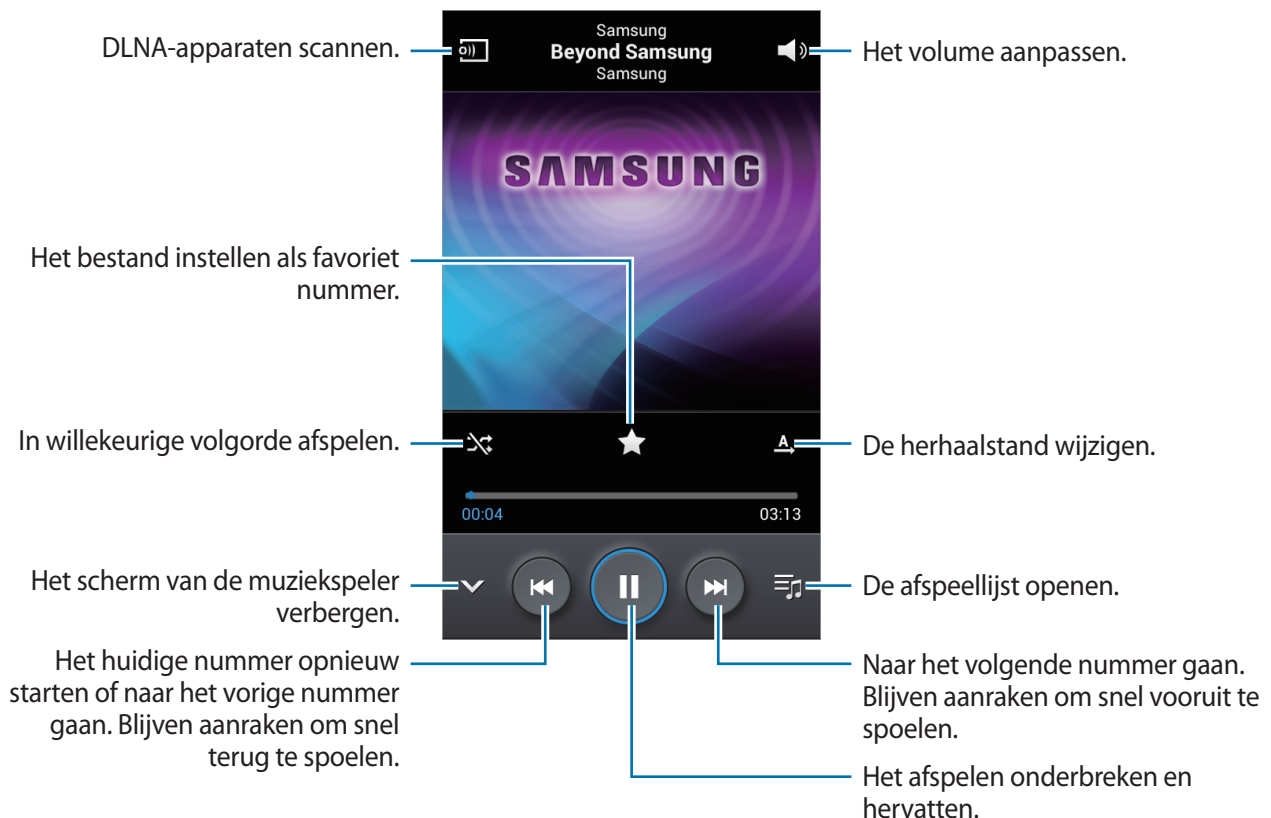 DLNA-apparaten scannen.
Samsung
Beyond Samsung
Samsung
Het volume aanpassen.
SAMSUNG
Het bestand instellen als favoriet
nummer.
In willekeurige volgorde afspelen.
A
De herhaalstand wijzigen.
00:04
03:13
Het scherm van de muziekspeler
verbergen.
De afspeellijst openen.
Het huidige nummer opnieuw
starten of naar het vorige nummer
gaan. Blijven aanraken om snel
terug te spoelen.
Naar het volgende nummer gaan.
Blijven aanraken om snel vooruit te
spoelen.
Het afspelen onderbreken en
hervatten.